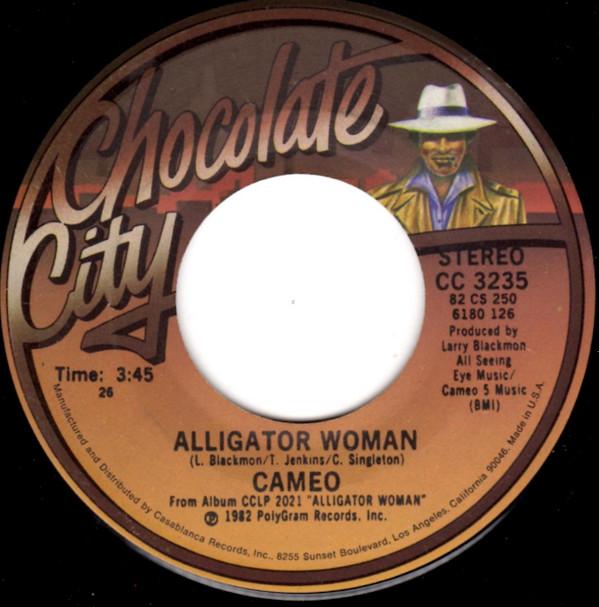 Chocolate
City
STEREO
CC 3235
82 CS 250
6180 126
Produced by
Larry Blackmon
All Seeing
Eye Music/
Cameo 5 Music
(BMI)
Time: 3:45
26
ALLIGATOR WOMAN
(L. Blackmon/T. Jenkins/C. Singleton)
CAMEO
From Album CCLP 2021 "ALLIGATOR WOMAN"
Ⓟ 1982 PolyGram Records, Inc.
Manufactured and Distributed by Casablanca Records, Inc., 8255 Sunset Boulevard, Los Angeles, California 90046. Made in U.S.A.